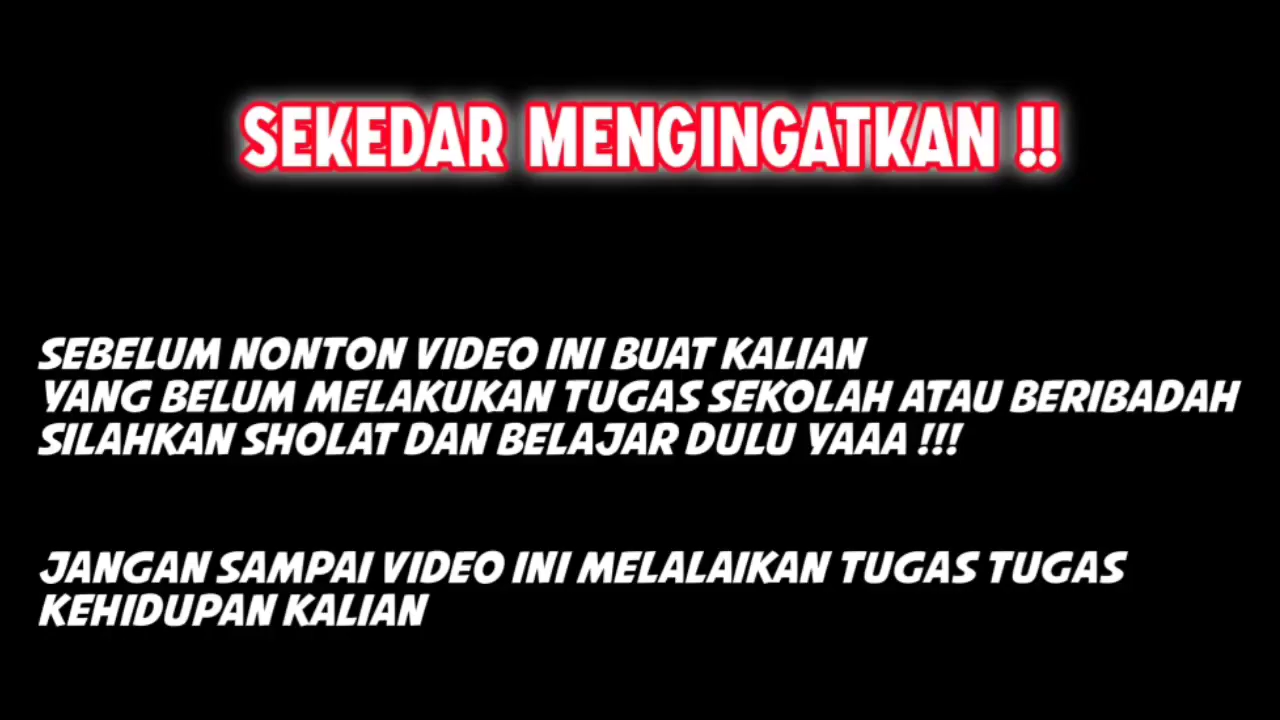 SEKEDAR MENGINGATKAN !!
SEBELUM NONTON VIDEO INI BUAT KALIAN
YANG BELUM MELAKUKAN TUGAS SEKOLAH ATAU BERIBADAH
SILAHKAN SHOLAT DAN BELAJAR DULU YAAA !!!
JANGAN SAMPAI VIDEO INI MELALAIKAN TUGAS TUGAS
KEHIDUPAN KALIAN